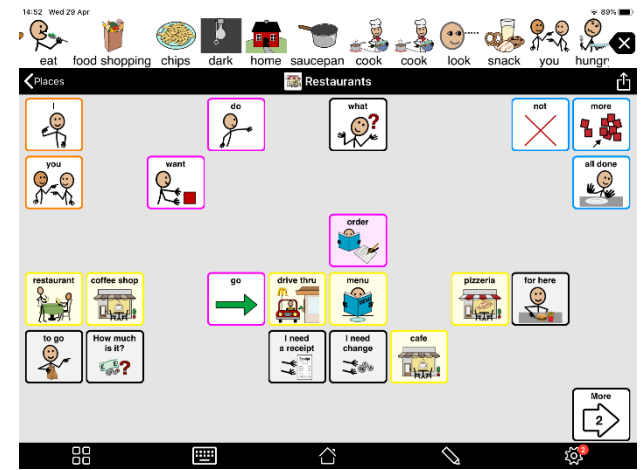 14:52 Wed 29 Apr
89%
eat food shopping chips dark home saucepan cook cook look snack you hungr
Places
Restaurants
I do what not more
you want all done
order
restaurant coffee shop go drive thru menu pizzeria for here
to go How much is it? I need a receipt I need change cafe
More
2
2